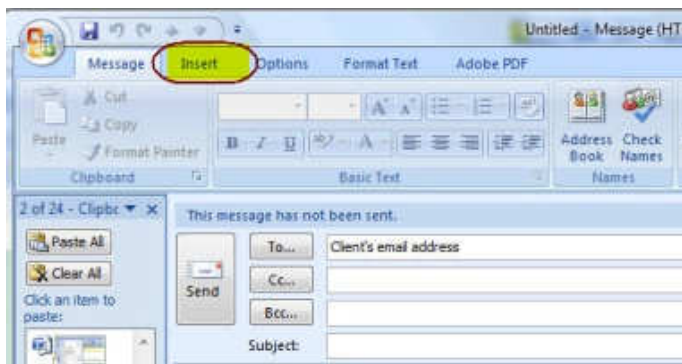 Untitled - Message (HT
Message Insert Options Format Text Adobe PDF
Paste
Cut
Copy
Format Painter
Clipboard
B I U
Basic Text
Address Book
Check Names
Names
2 of 24 - Clipbc
Paste All
Clear All
Click an item to
paste:
This message has not been sent.
Send
To... Client's email address
Cc...
Bcc...
Subject: